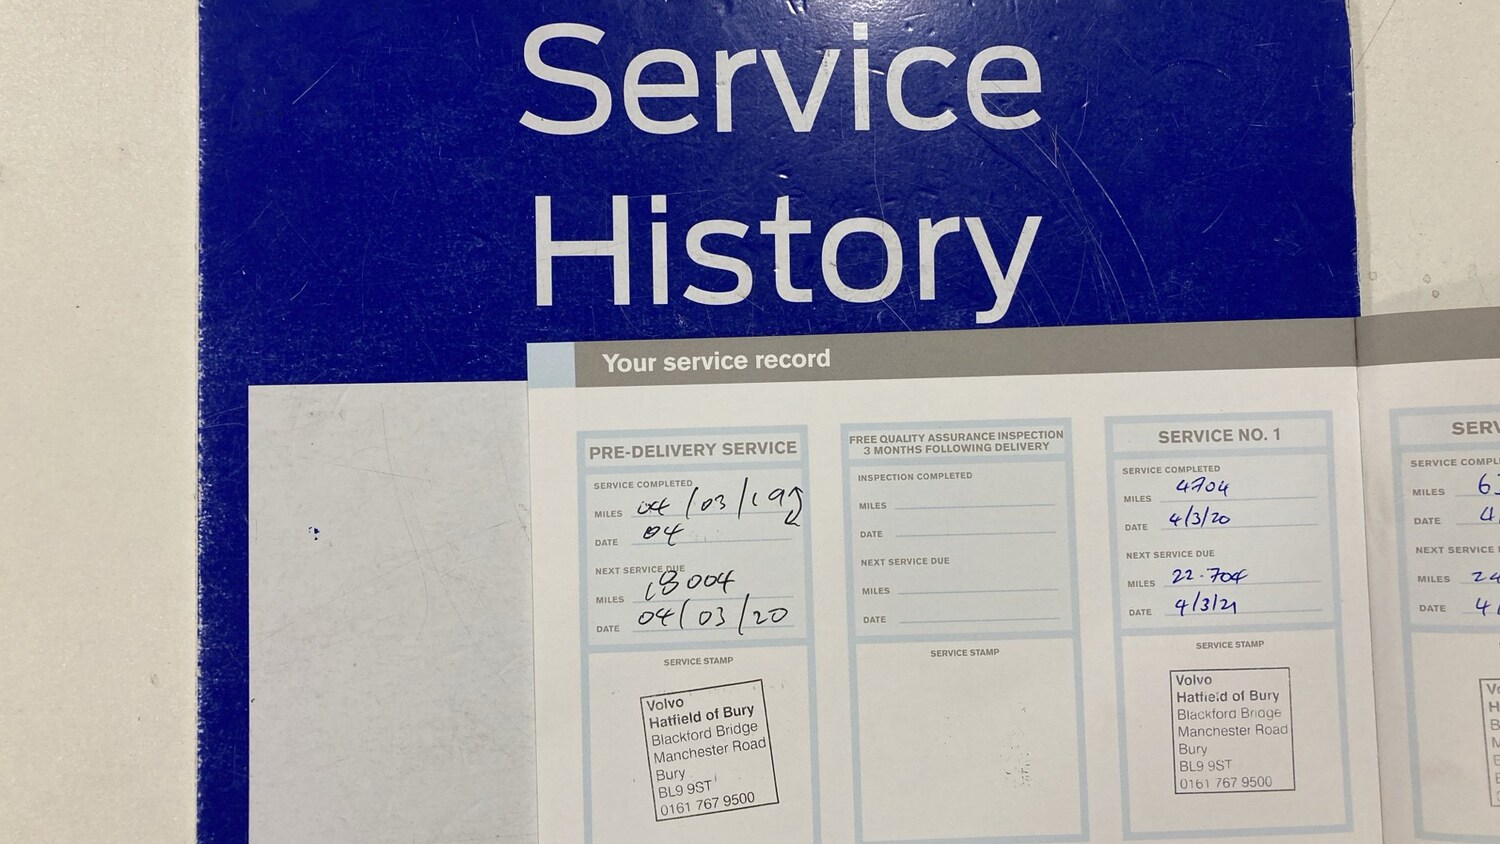 Service
History
Your service record
PRE-DELIVERY SERVICE
SERVICE COMPLETED
MILES 04/03/19
DATE 04
NEXT SERVICE DUE
MILES 18004
DATE 04/03/20
SERVICE STAMP
Volvo
Hatfield of Bury
Blackford Bridge
Manchester Road
Bury
BL9 9ST
0161 767 9500
FREE QUALITY ASSURANCE INSPECTION
3 MONTHS FOLLOWING DELIVERY
INSPECTION COMPLETED
MILES
DATE
NEXT SERVICE DUE
MILES
DATE
SERVICE STAMP
SERVICE NO. 1
SERVICE COMPLETED
MILES 4704
DATE 4/3/20
NEXT SERVICE DUE
MILES 22.704
DATE 4/3/21
SERVICE STAMP
Volvo
Hatfield of Bury
Blackford Bridge
Manchester Road
Bury
BL9 9ST
0161 767 9500
SERV
SERVICE COMPL
MILES 6
DATE 4
NEXT SERVICE
MILES 24
DATE 4/